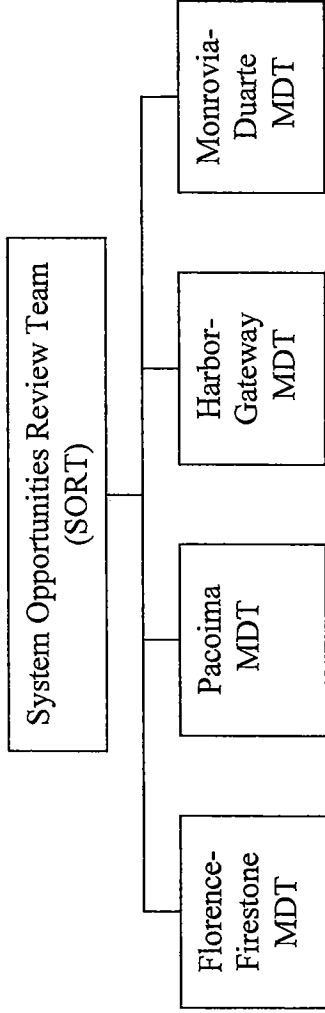 System Opportunities Review Team
(SORT)
Florence-
Firestone
MDT
Pacoima
MDT
Harbor-
Gateway
MDT
Monrovia-
Duarte
MDT